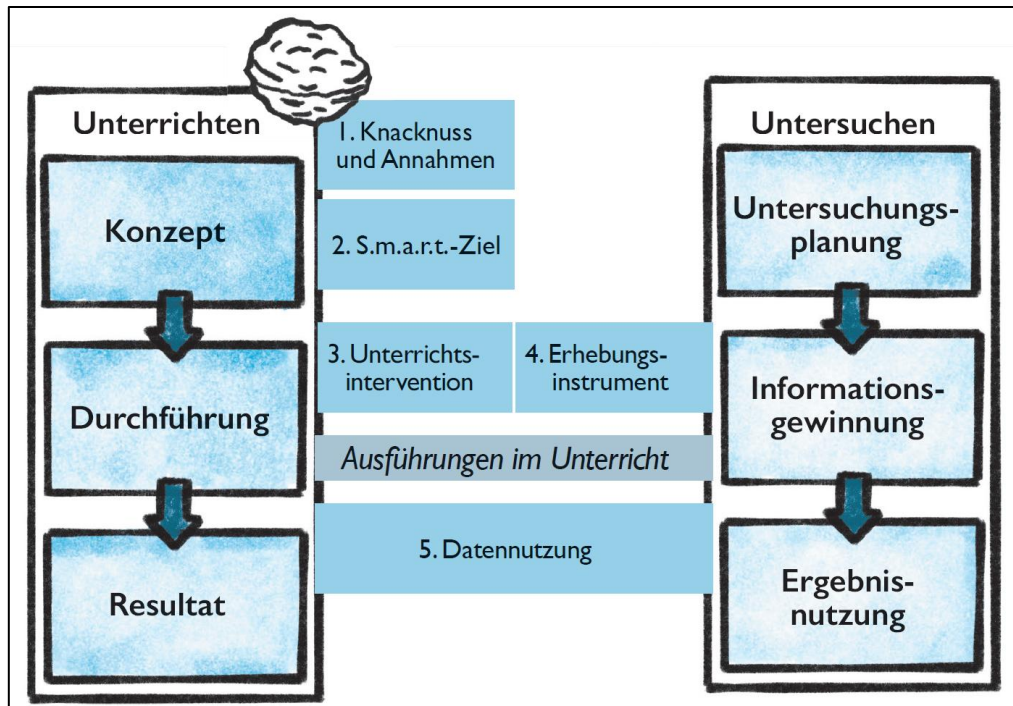 Unterrichten
Konzept
Durchführung
Resultat
1. Knacknuss
und Annahmen
2. S.m.a.r.t.-Ziel
3. Unterrichts-
intervention
4. Erhebungs-
instrument
Ausführungen im Unterricht
5. Datennutzung
Untersuchen
Untersuchungs-
planung
Informations-
gewinnung
Ergebnis-
nutzung